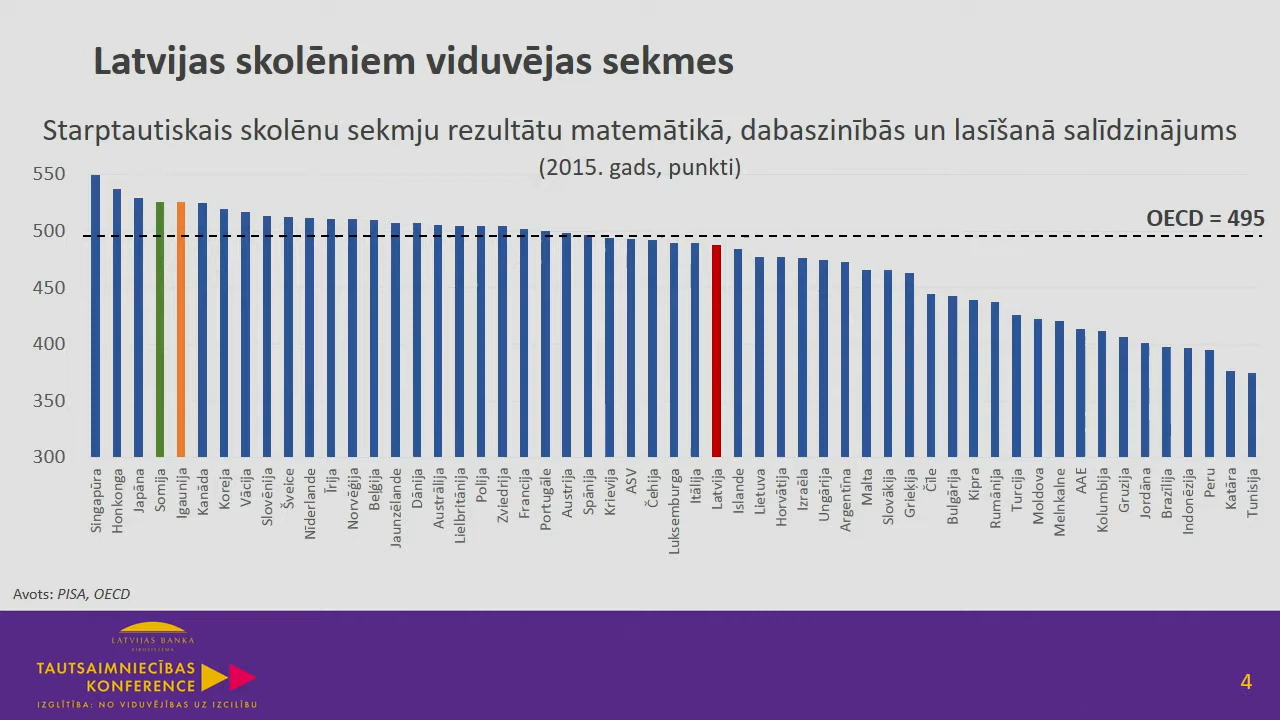 Latvijas skolēniem viduvējas sekmes
Starptautiskais skolēnu sekmju rezultātu matemātikā, dabaszinībās un lasīšanā salīdzinājums
(2015. gads, punkti)
550
500
450
400
350
300
OECD = 495
Singapūra
Honkonga
Japāna
Somija
Igaunija
Kanāda
Koreja
Vācija
Slovēnija
Šveice
Nīderlande
Īrija
Norvēģija
Beļģija
Jaunzēlande
Dānija
Austrālija
Lielbritānija
Polija
Zviedrija
Francija
Portugāle
Austrija
Spānija
Krievija
ASV
Čehija
Luksemburga
Itālija
Latvija
Islande
Lietuva
Horvātija
Izraēla
Ungārija
Argentīna
Malta
Slovākija
Grieķija
Čīle
Bulgārija
Kipra
Rumānija
Turcija
Moldova
Melnkalne
AAE
Kolumbija
Gruzija
Jordāna
Brazīlija
Indonēzija
Peru
Katāra
Tunisija
Avots: PISA, OECD
LATVIJAS BANKA
EIROSISTĒMA
TAUTSAIMNIECĪBAS
KONFERENCE
IZGLĪTĪBA: NO VIDUVĒJĪBAS UZ IZCILĪBU
4